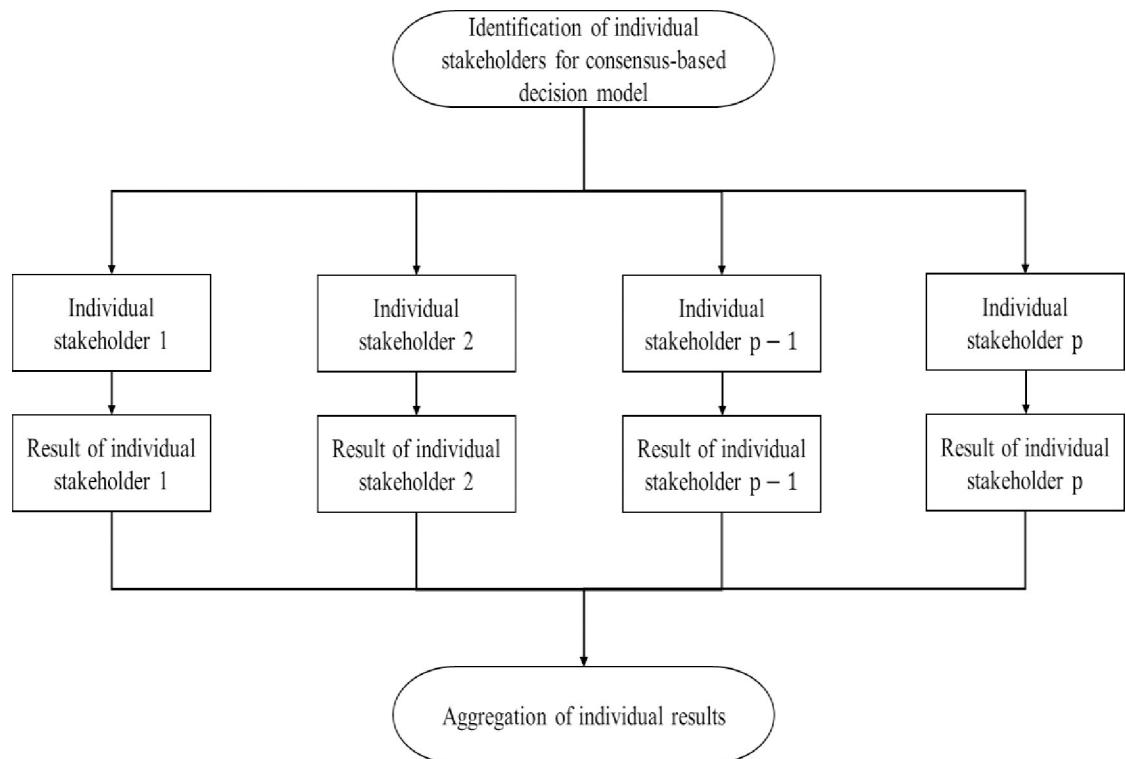 Identification of individual
stakeholders for consensus-based
decision model
Individual
stakeholder 1
Individual
stakeholder 2
Individual
stakeholder p − 1
Individual
stakeholder p
Result of individual
stakeholder 1
Result of individual
stakeholder 2
Result of individual
stakeholder p − 1
Result of individual
stakeholder p
Aggregation of individual results